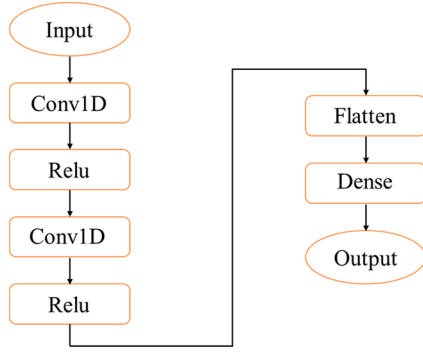 Input
Conv1D
Relu
Conv1D
Relu
Flatten
Dense
Output